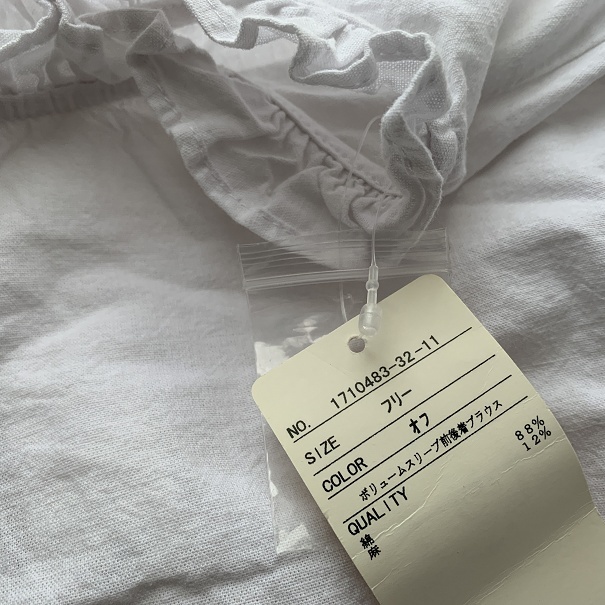 NO. 1710483-32-11
SIZE フリー
COLOR オフ
ボリュームスリーブ前後着ブラウス
QUALITY
綿 88%
麻 12%